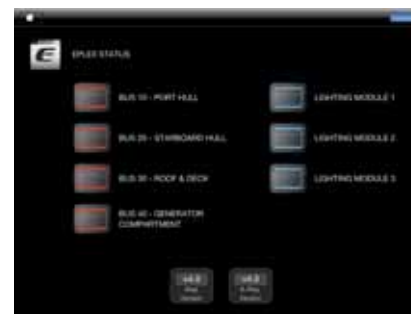 E
EPLEX STATUS
BUS 10 - PORT HULL
BUS 20 - STARBOARD HULL
BUS 30 - ROOF & DECK
BUS 40 - GENERATOR
COMPARTMENT
LIGHTING MODULE 1
LIGHTING MODULE 2
LIGHTING MODULE 3